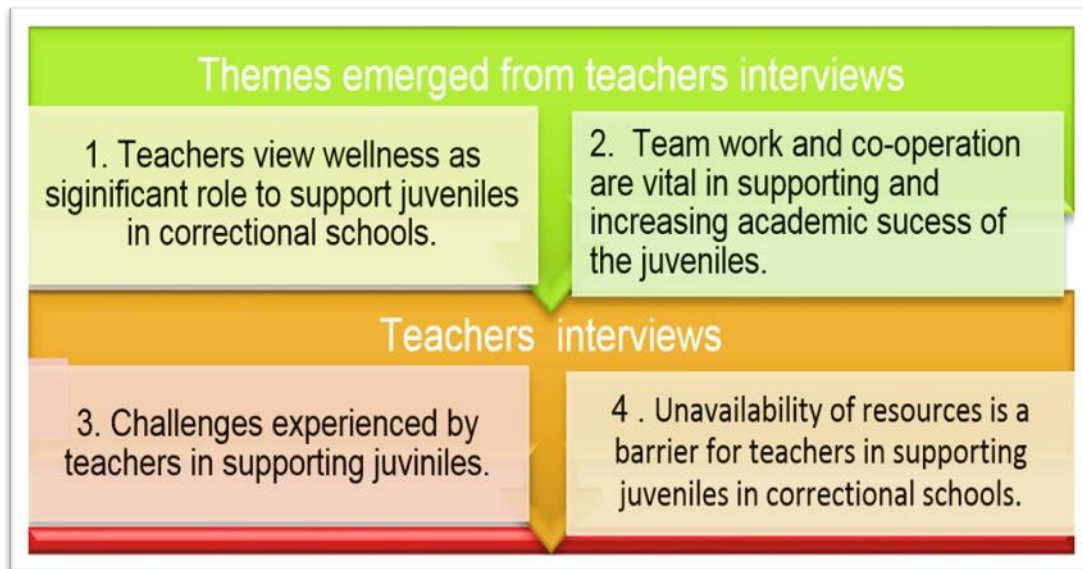 Themes emerged from teachers interviews
1. Teachers view wellness as
siginificant role to support juveniles
in correctional schools.
2. Team work and co-operation
are vital in supporting and
increasing academic sucess of
the juveniles.
Teachers interviews
3. Challenges experienced by
teachers in supporting juviniles.
4 . Unavailability of resources is a
barrier for teachers in supporting
juveniles in correctional schools.